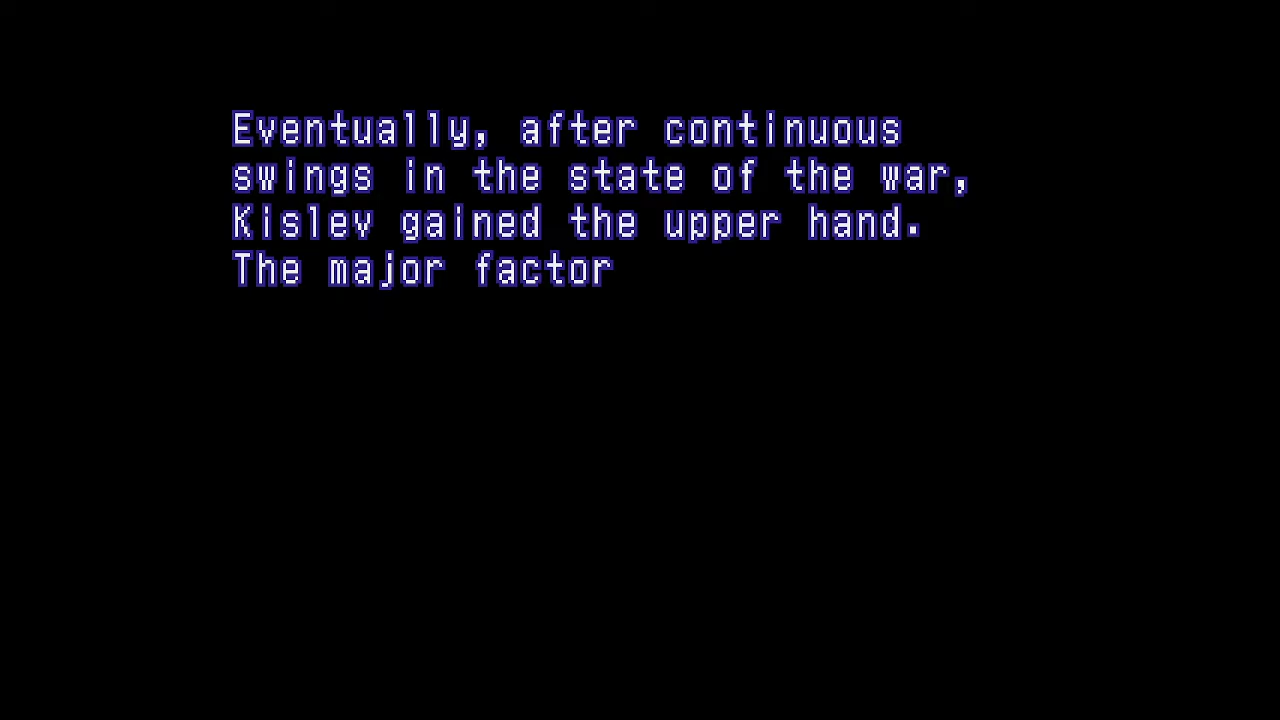 Eventually, after continuous
swings in the state of the war,
Kislev gained the upper hand.
The major factor